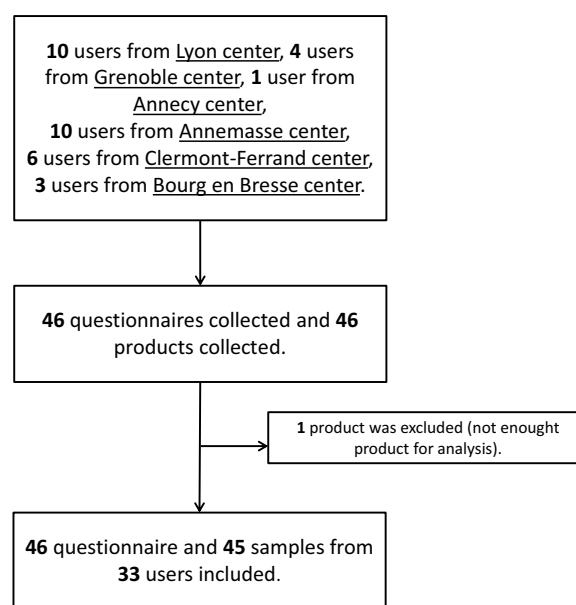 10 users from Lyon center, 4 users
from Grenoble center, 1 user from
Annecy center,
10 users from Annemasse center,
6 users from Clermont-Ferrand center,
3 users from Bourg en Bresse center.
46 questionnaires collected and 46
products collected.
1 product was excluded (not enought
product for analysis).
46 questionnaire and 45 samples from
33 users included.